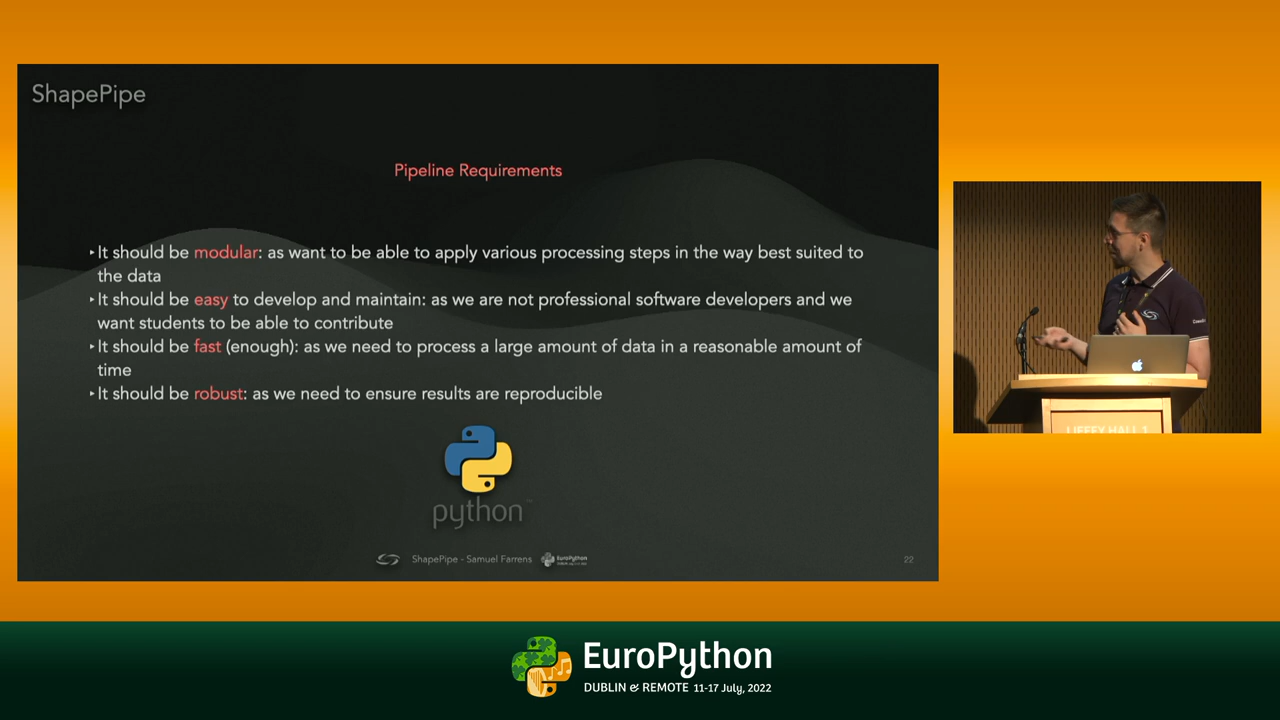 ShapePipe
Pipeline Requirements
‣ It should be modular: as want to be able to apply various processing steps in the way best suited to
the data
‣ It should be easy to develop and maintain: as we are not professional software developers and we
want students to be able to contribute
‣ It should be fast (enough): as we need to process a large amount of data in a reasonable amount of
time
‣ It should be robust: as we need to ensure results are reproducible
python
ShapePipe - Samuel Farrens
EuroPython
22
LIFFEY HALL 1
EuroPython
DUBLIN & REMOTE 11-17 July, 2022